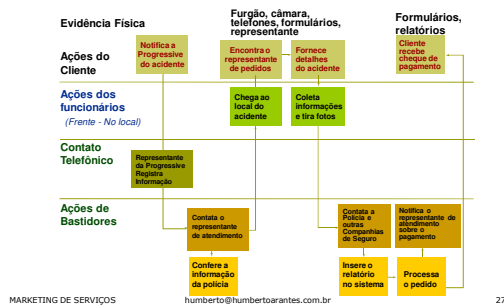 Evidência Física
Furgão, câmara,
telefones, formulários,
representante
Formulários,
relatórios
Ações do
Cliente
Notifica a
Progressive
do acidente
Encontra o
representante
de pedidos
Fornece
detalhes
do acidente
Cliente
recebe
cheque de
pagamento
Ações dos
funcionários
(Frente - No local)
Chega ao
local do
acidente
Coleta
informações
e tira fotos
Contato
Telefônico
Representante
da Progressive
Registra
Informação
Ações de
Bastidores
Contata o
representante
de atendimento
Contata a
Polícia e
outras
Companhias
de Seguro
Notifica o
representante de
atendimento
sobre o
pagamento
Confere a
informação
da polícia
Insere o
relatório
no sistema
Processa
o pedido
MARKETING DE SERVIÇOS
humberto@humbertoarantes.com.br
27